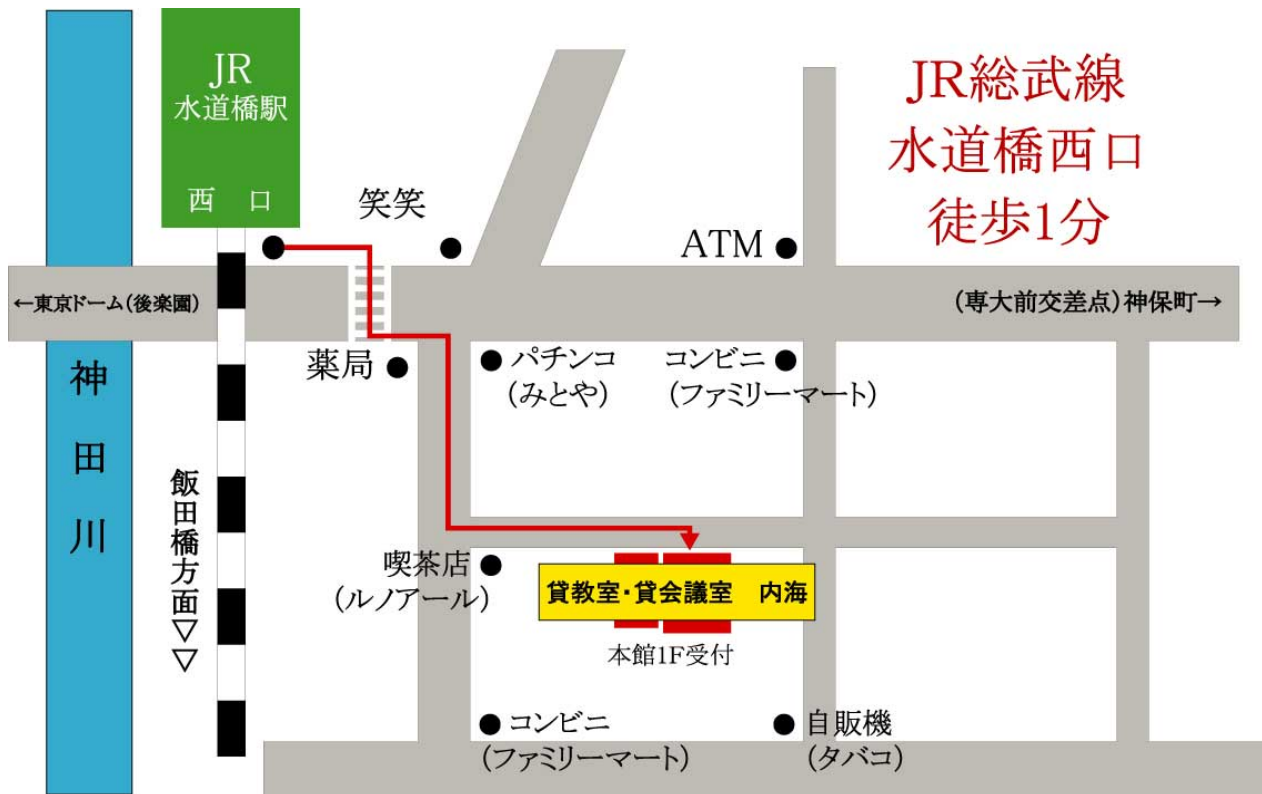 JR
水道橋駅
西 口
JR総武線
水道橋西口
徒歩1分
笑笑
ATM
←東京ドーム(後楽園)
(専大前交差点)神保町→
薬局
パチンコ
(みとや)
コンビニ
(ファミリーマート)
神田川
飯田橋方面▽▽
喫茶店
(ルノアール)
貸教室・貸会議室 内海
本館1F受付
コンビニ
(ファミリーマート)
自販機
(タバコ)